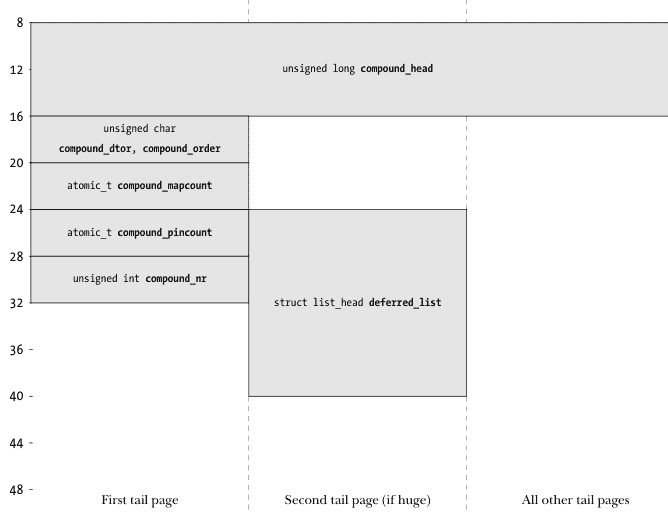 8
12
unsigned long compound_head
16
unsigned char
compound_dtor, compound_order
20
atomic_t compound_mapcount
24
atomic_t compound_pincount
28
unsigned int compound_nr
32
struct list_head deferred_list
36
40
44
48
First tail page
Second tail page (if huge)
All other tail pages